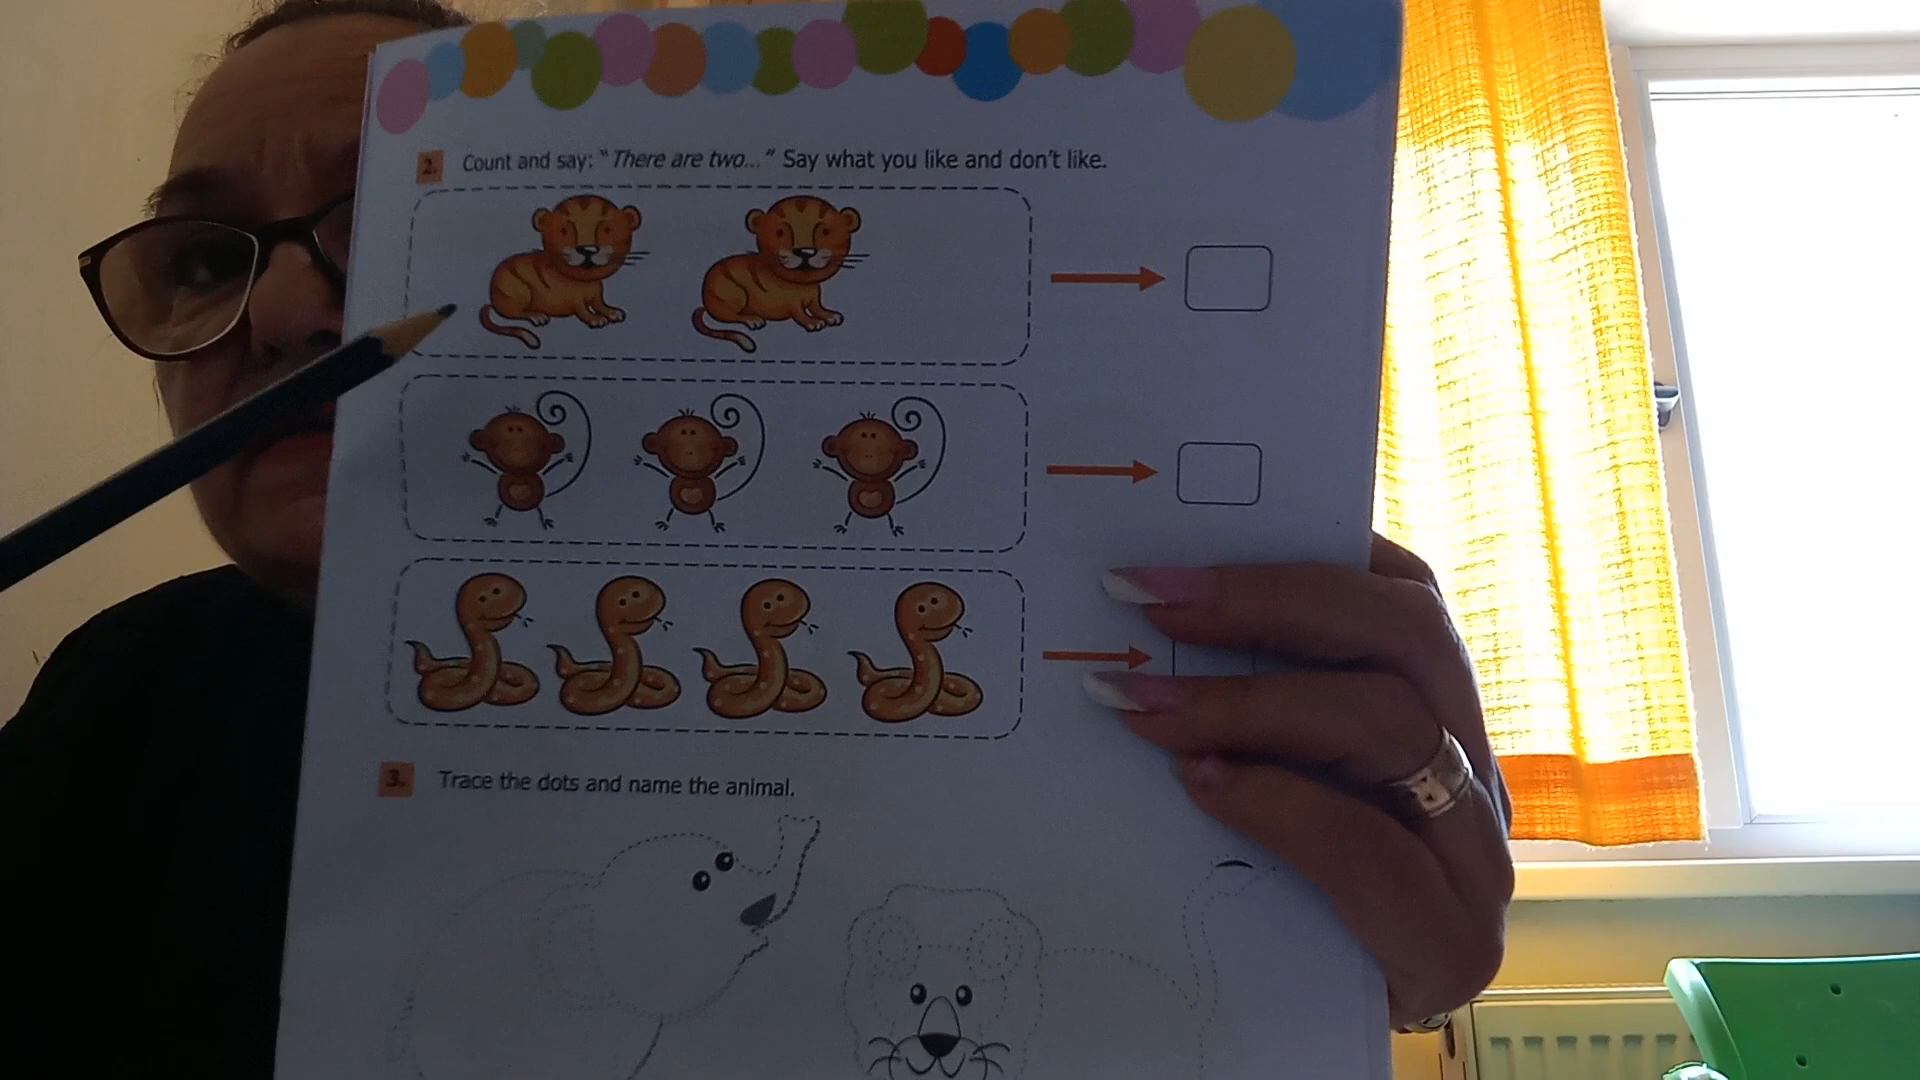 2. Count and say: "There are two..." Say what you like and don't like.
3. Trace the dots and name the animal.